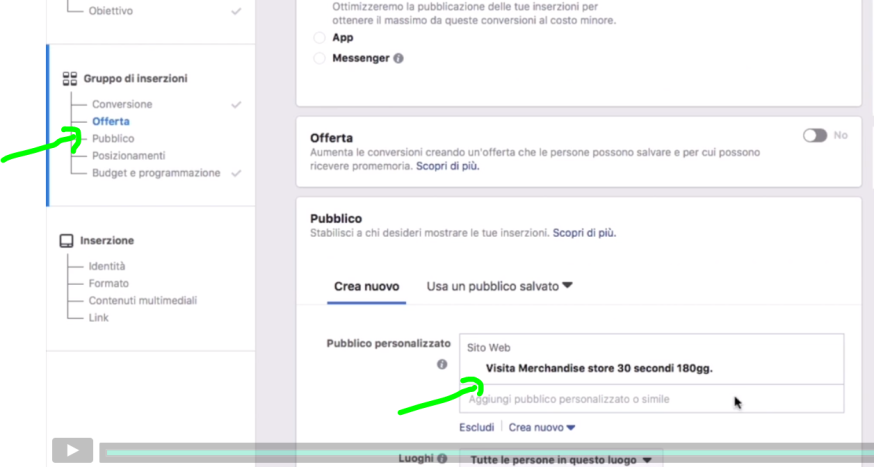 Obiettivo
Gruppo di inserzioni
Conversione
Offerta
Pubblico
Posizionamenti
Budget e programmazione
Inserzione
Identità
Formato
Contenuti multimediali
Link
Ottimizzeremo la pubblicazione delle tue inserzioni per
ottenere il massimo da queste conversioni al costo minore.
App
Messenger
Offerta
No
Aumenta le conversioni creando un'offerta che le persone possono salvare e per cui possono
ricevere promemoria. Scopri di più.
Pubblico
Stabilisci a chi desideri mostrare le tue inserzioni. Scopri di più.
Crea nuovo
Usa un pubblico salvato
Pubblico personalizzato
Sito Web
Visita Merchandise store 30 secondi 180gg.
Aggiungi pubblico personalizzato o simile
Escludi
Crea nuovo
Luoghi
Tutte le persone in questo luogo